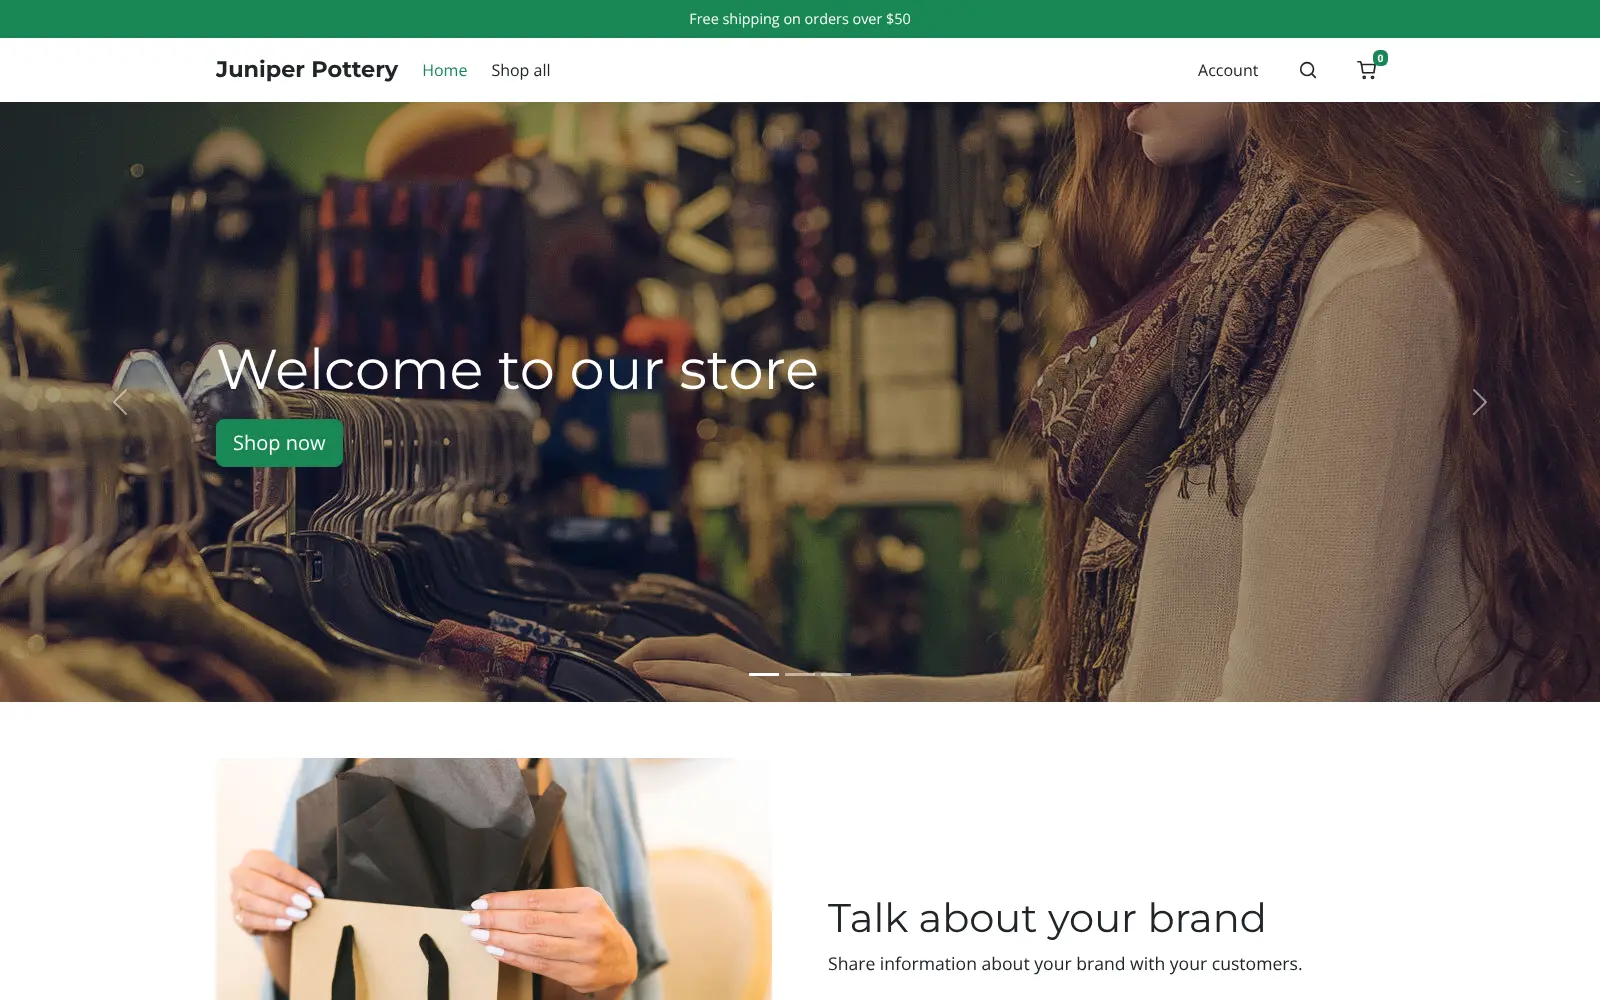 Free shipping on orders over $50
Juniper Pottery
Home
Shop all
Account
0
Welcome to our store
Shop now
Talk about your brand
Share information about your brand with your customers.